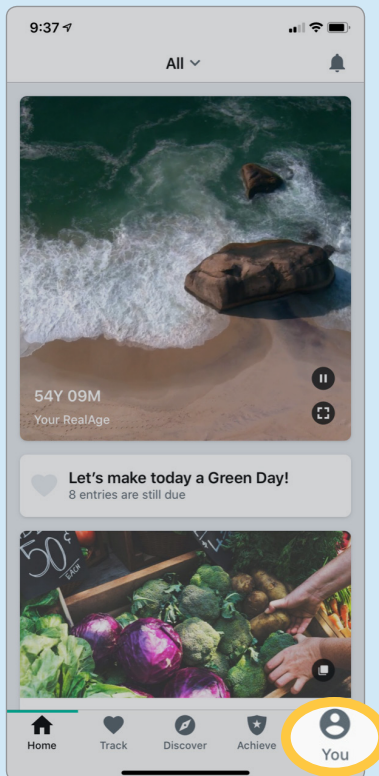 9:37
All
54Y 09M
Your RealAge
Let's make today a Green Day!
8 entries are still due
50¢
EACH
Home
Track
Discover
Achieve
You